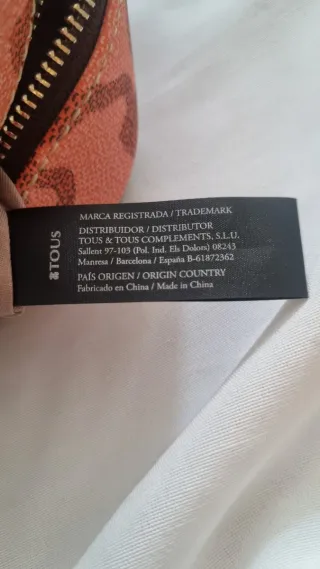 TOUS
MARCA REGISTRADA / TRADEMARK
DISTRIBUIDOR / DISTRIBUTOR
TOUS & TOUS COMPLEMENTS, S.L.U.
Sallent 97-103 (Pol. Ind. Els Dolors) 08243
Manresa / Barcelona / España B-61872362
PAÍS ORIGEN / ORIGIN COUNTRY
Fabricado en China / Made in China